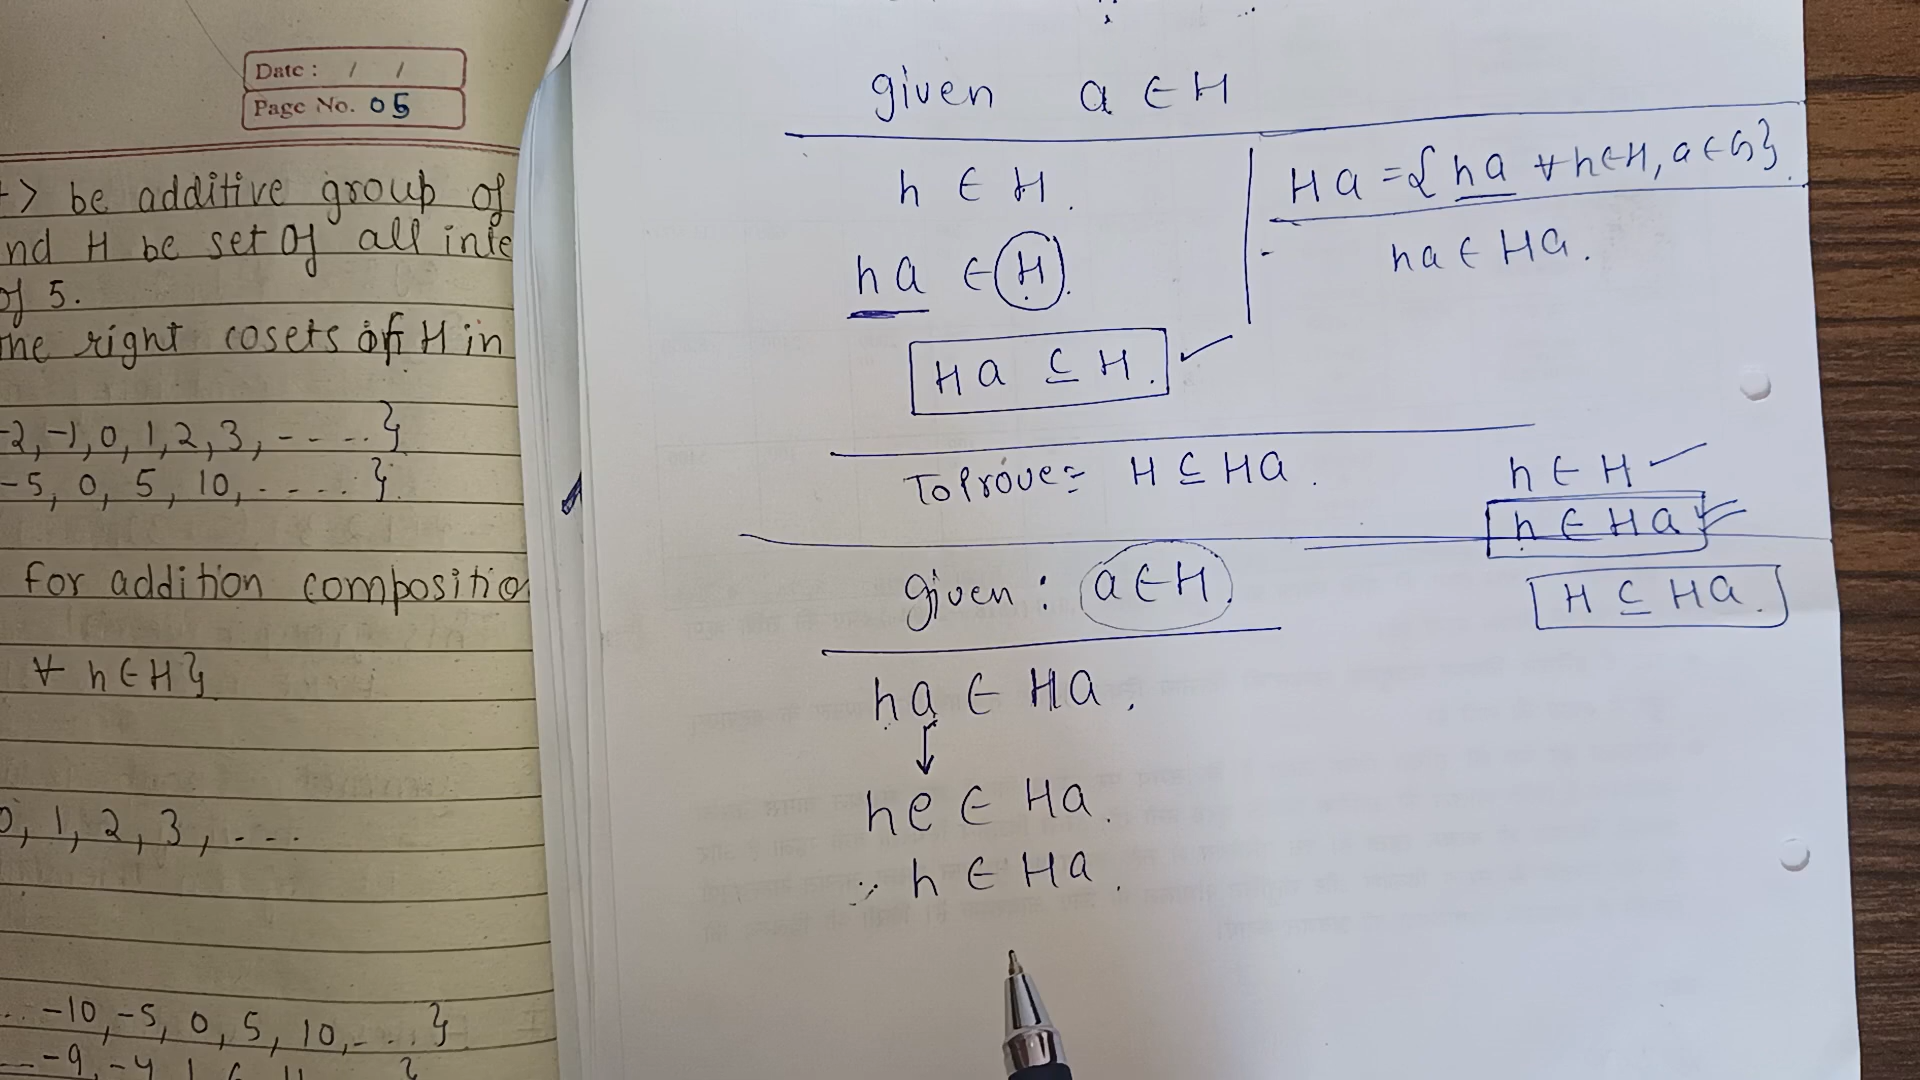 Date : / /
Page No. 05
+> be additive group of
nd H be set of all inte
of 5.
he right cosets of H in
-2, -1, 0, 1, 2, 3, - - - .. }
-5, 0, 5, 10, - - - - . }.
For addition compositio
∀ h ∈ H }
0, 1, 2, 3, - - -
.. -10, -5, 0, 5, 10, - . . . }
given a ∈ H
h ∈ H.
ha ∈ H.
Ha ⊆ H.
Ha = { ha ∀ h ∈ H, a ∈ G }.
ha ∈ Ha.
To Prove = H ⊆ Ha.
h ∈ H
h ∈ Ha
H ⊆ Ha.
given : a ∈ H.
ha ∈ Ha.
↓
he ∈ Ha.
∵ h ∈ Ha.